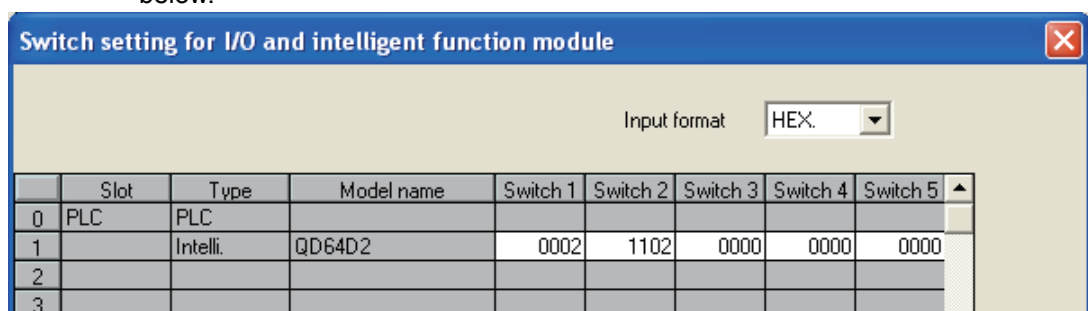 below.
Switch setting for I/O and intelligent function module
Input format HEX.
Slot Type Model name Switch 1 Switch 2 Switch 3 Switch 4 Switch 5
0 PLC PLC
1 Intelli. QD64D2 0002 1102 0000 0000 0000
2
3